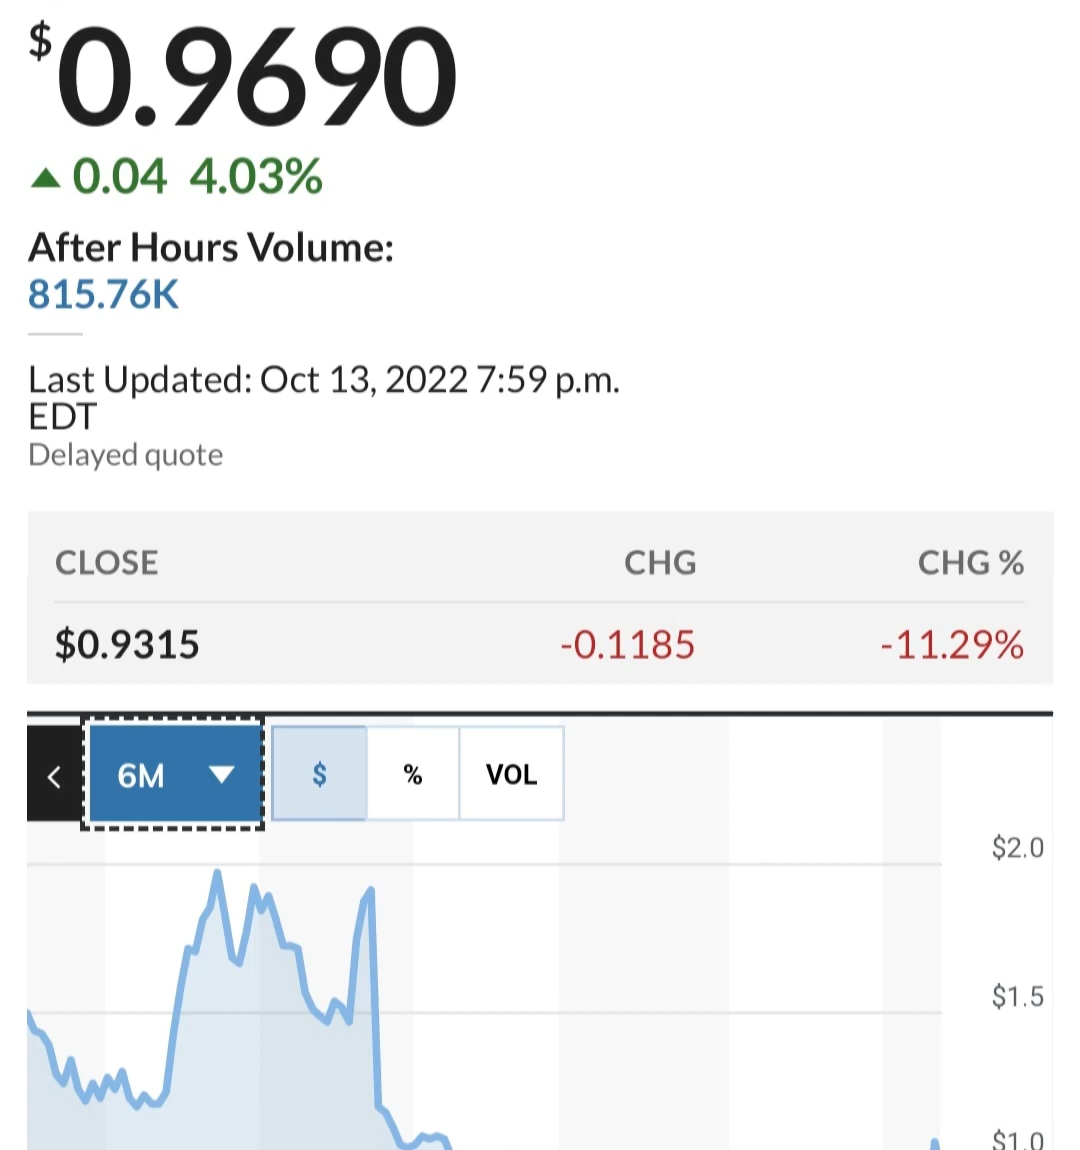 $0.9690
▲ 0.04 4.03%
After Hours Volume:
815.76K
Last Updated: Oct 13, 2022 7:59 p.m.
EDT
Delayed quote
CLOSE CHG CHG %
$0.9315 -0.1185 -11.29%
< 6M ▼ $ % VOL
$2.0
$1.5
$1.0